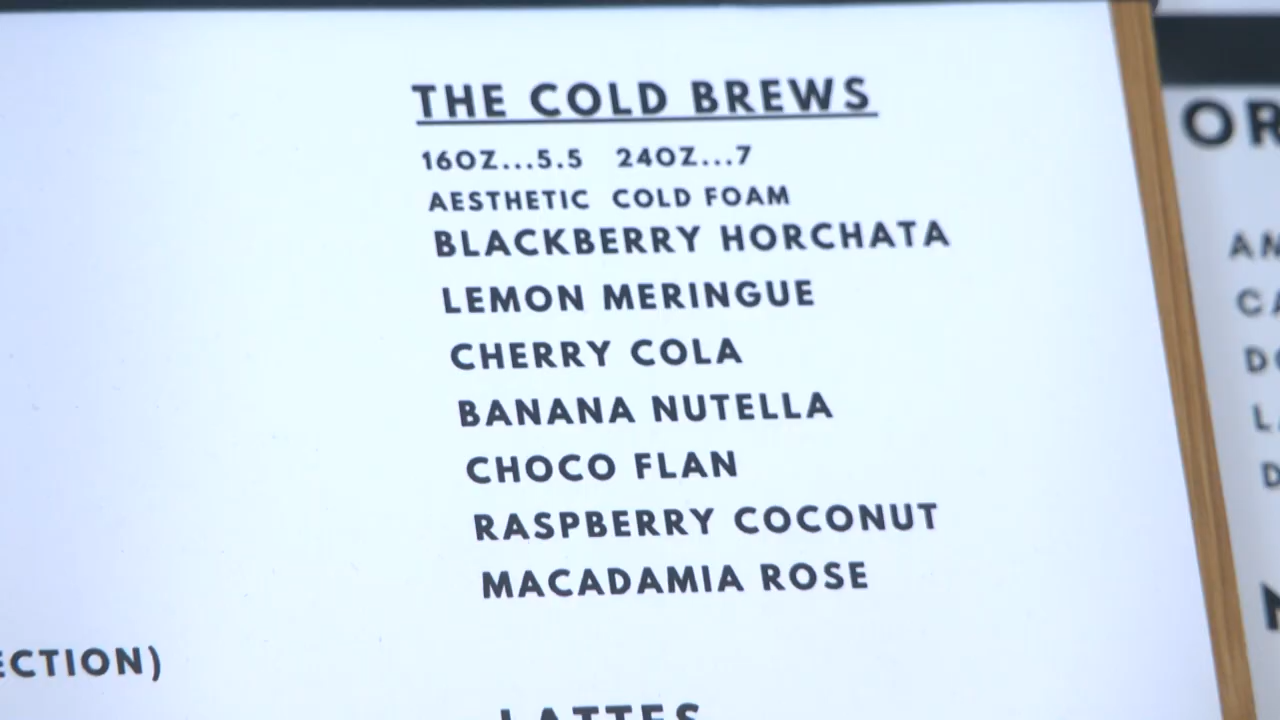 THE COLD BREWS
16OZ...5.5 24OZ...7
AESTHETIC COLD FOAM
BLACKBERRY HORCHATA
LEMON MERINGUE
CHERRY COLA
BANANA NUTELLA
CHOCO FLAN
RASPBERRY COCONUT
MACADAMIA ROSE
LATTES